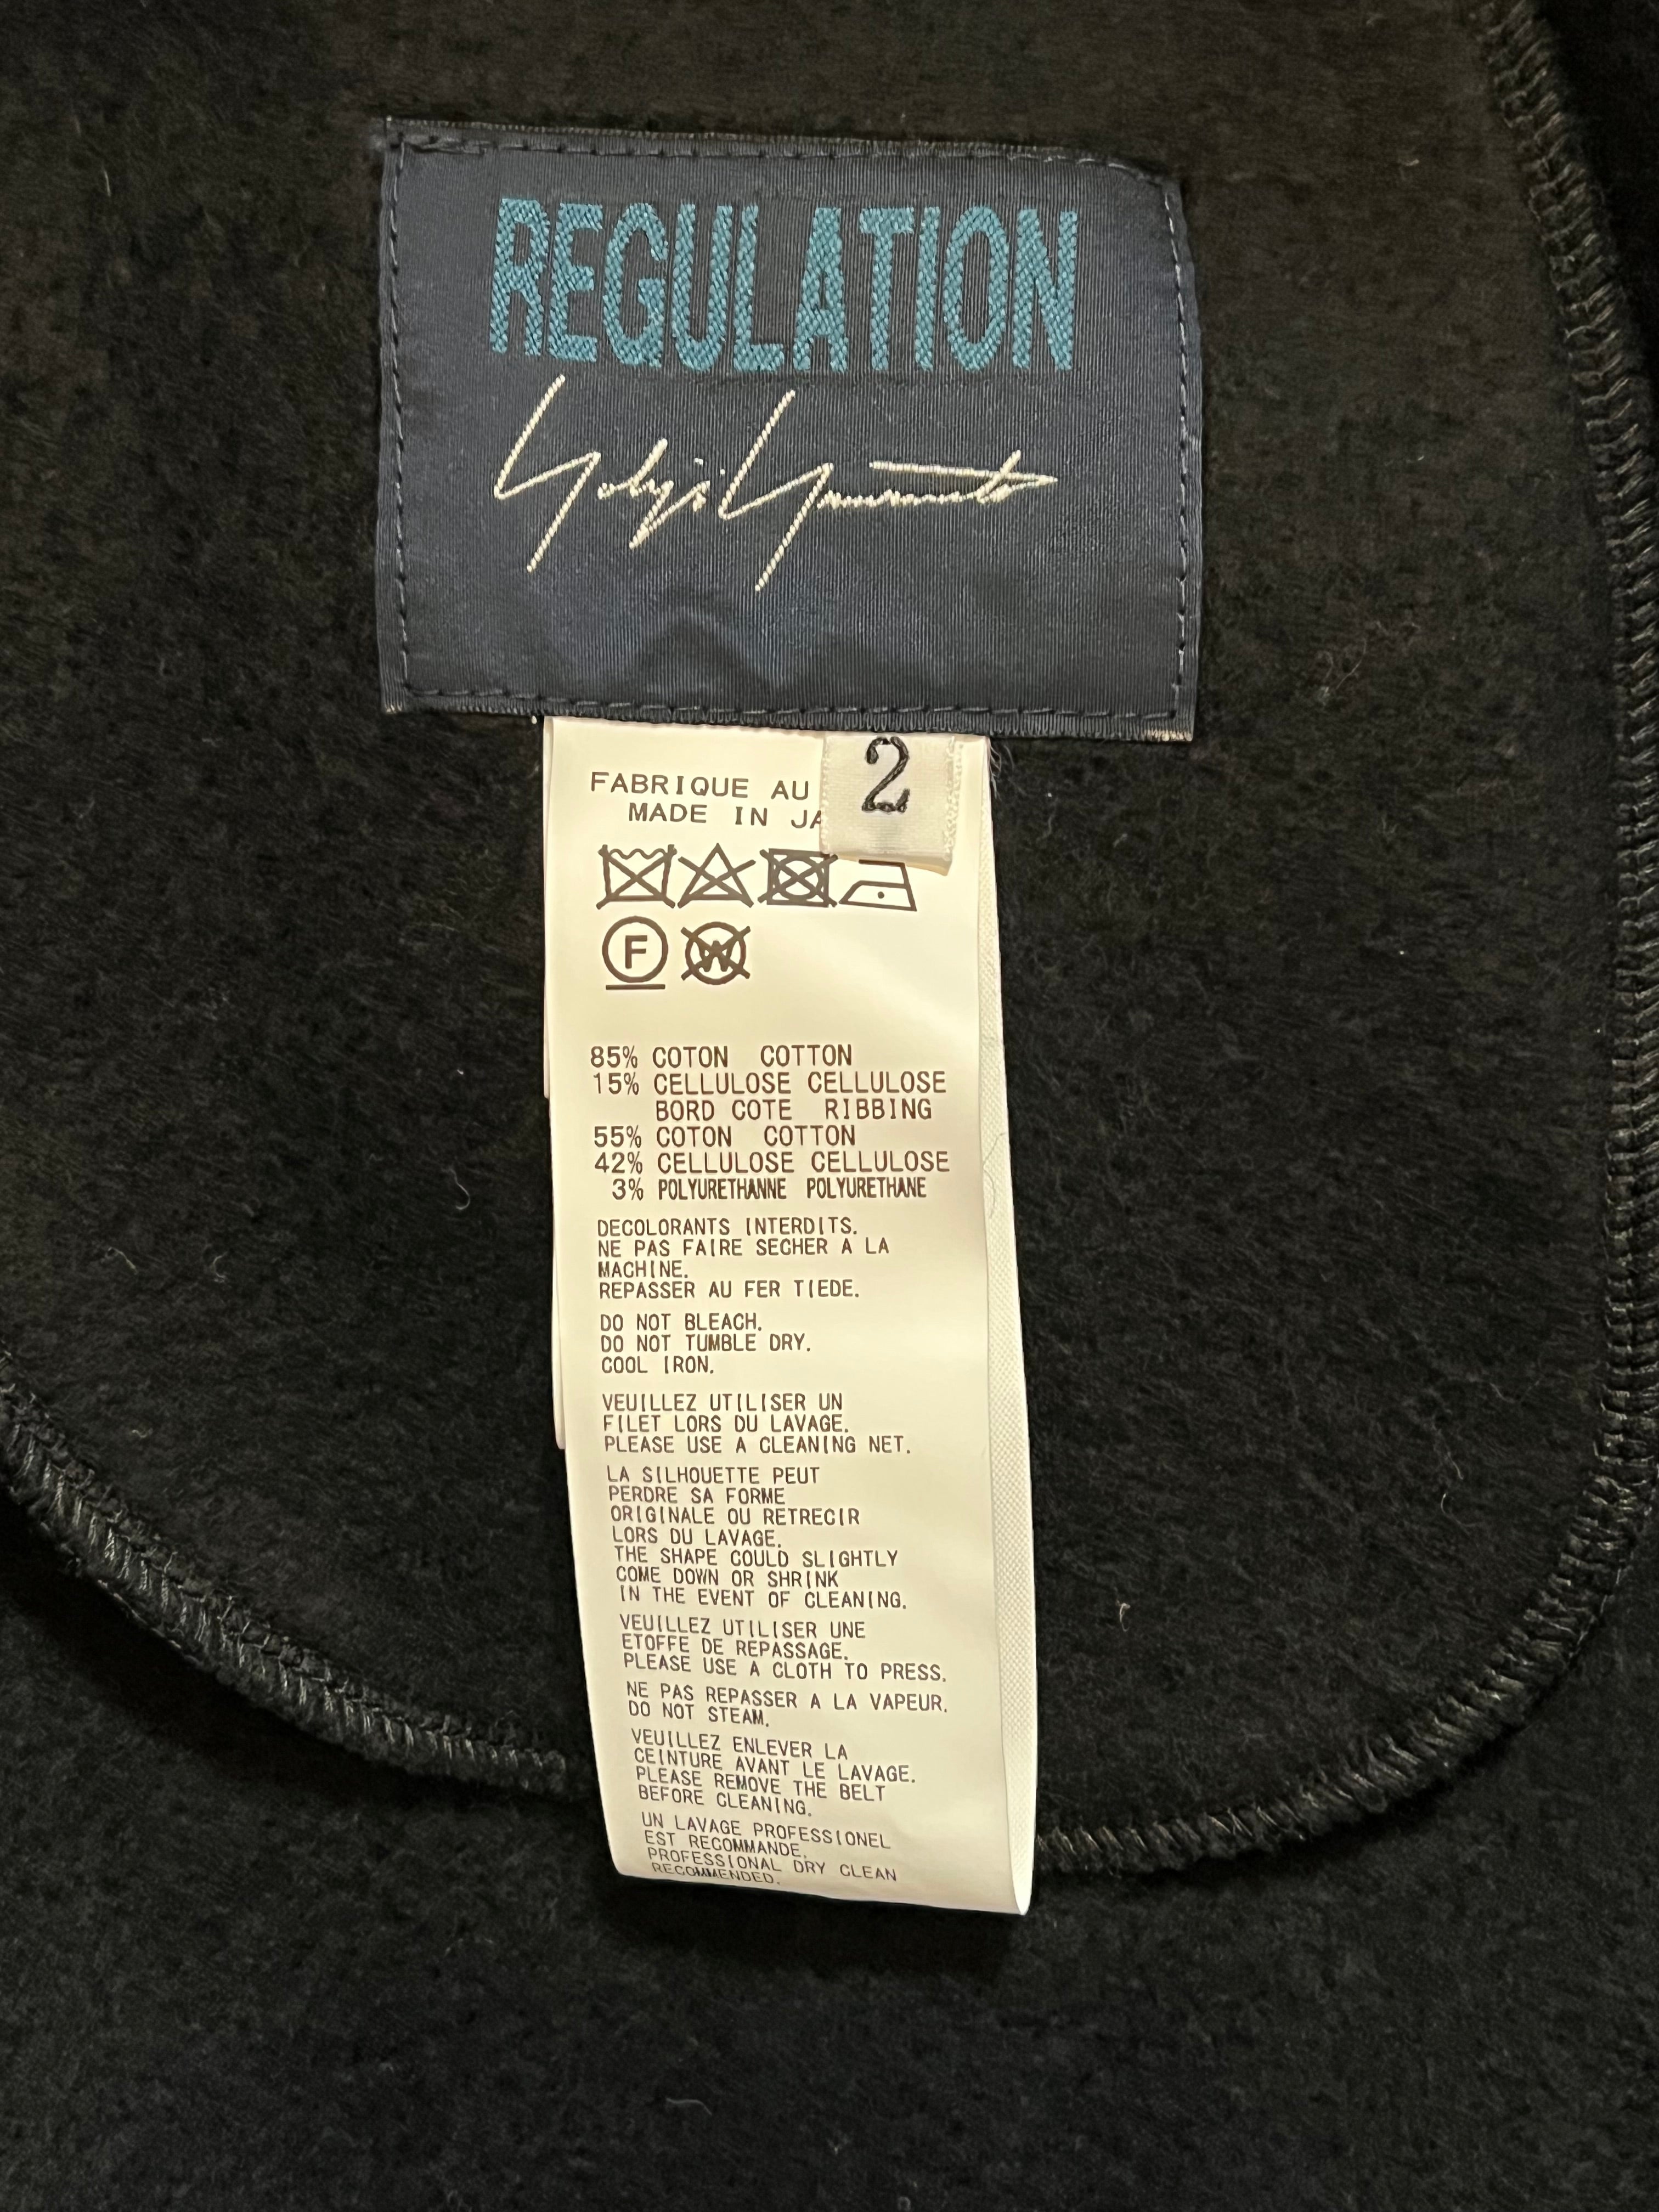 REGULATION
Yohji Yamamoto
2
FABRIQUE AU
MADE IN
F
W
85% COTON COTTON
15% CELLULOSE CELLULOSE
BORD COTE RIBBING
55% COTON COTTON
42% CELLULOSE CELLULOSE
3% POLYURETHANNE POLYURETHANE
DECOLORANTS INTERDITS.
NE PAS FAIRE SECHER A LA
MACHINE.
REPASSER AU FER TIEDE.
DO NOT BLEACH.
DO NOT TUMBLE DRY.
COOL IRON.
VEUILLEZ UTILISER UN
FILET LORS DU LAVAGE.
PLEASE USE A CLEANING NET.
LA SILHOUETTE PEUT
PERDRE SA FORME
ORIGINALE OU RETRECIR
LORS DU LAVAGE.
THE SHAPE COULD SLIGHTLY
COME DOWN OR SHRINK
IN THE EVENT OF CLEANING.
VEUILLEZ UTILISER UNE
ETOFFE DE REPASSAGE.
PLEASE USE A CLOTH TO PRESS.
NE PAS REPASSER A LA VAPEUR.
DO NOT STEAM.
VEUILLEZ ENLEVER LA
CEINTURE AVANT LE LAVAGE.
PLEASE REMOVE THE BELT
BEFORE CLEANING.
UN LAVAGE PROFESSIONEL
EST RECOMMANDE.
PROFESSIONAL DRY CLEAN
RECOMMENDED.